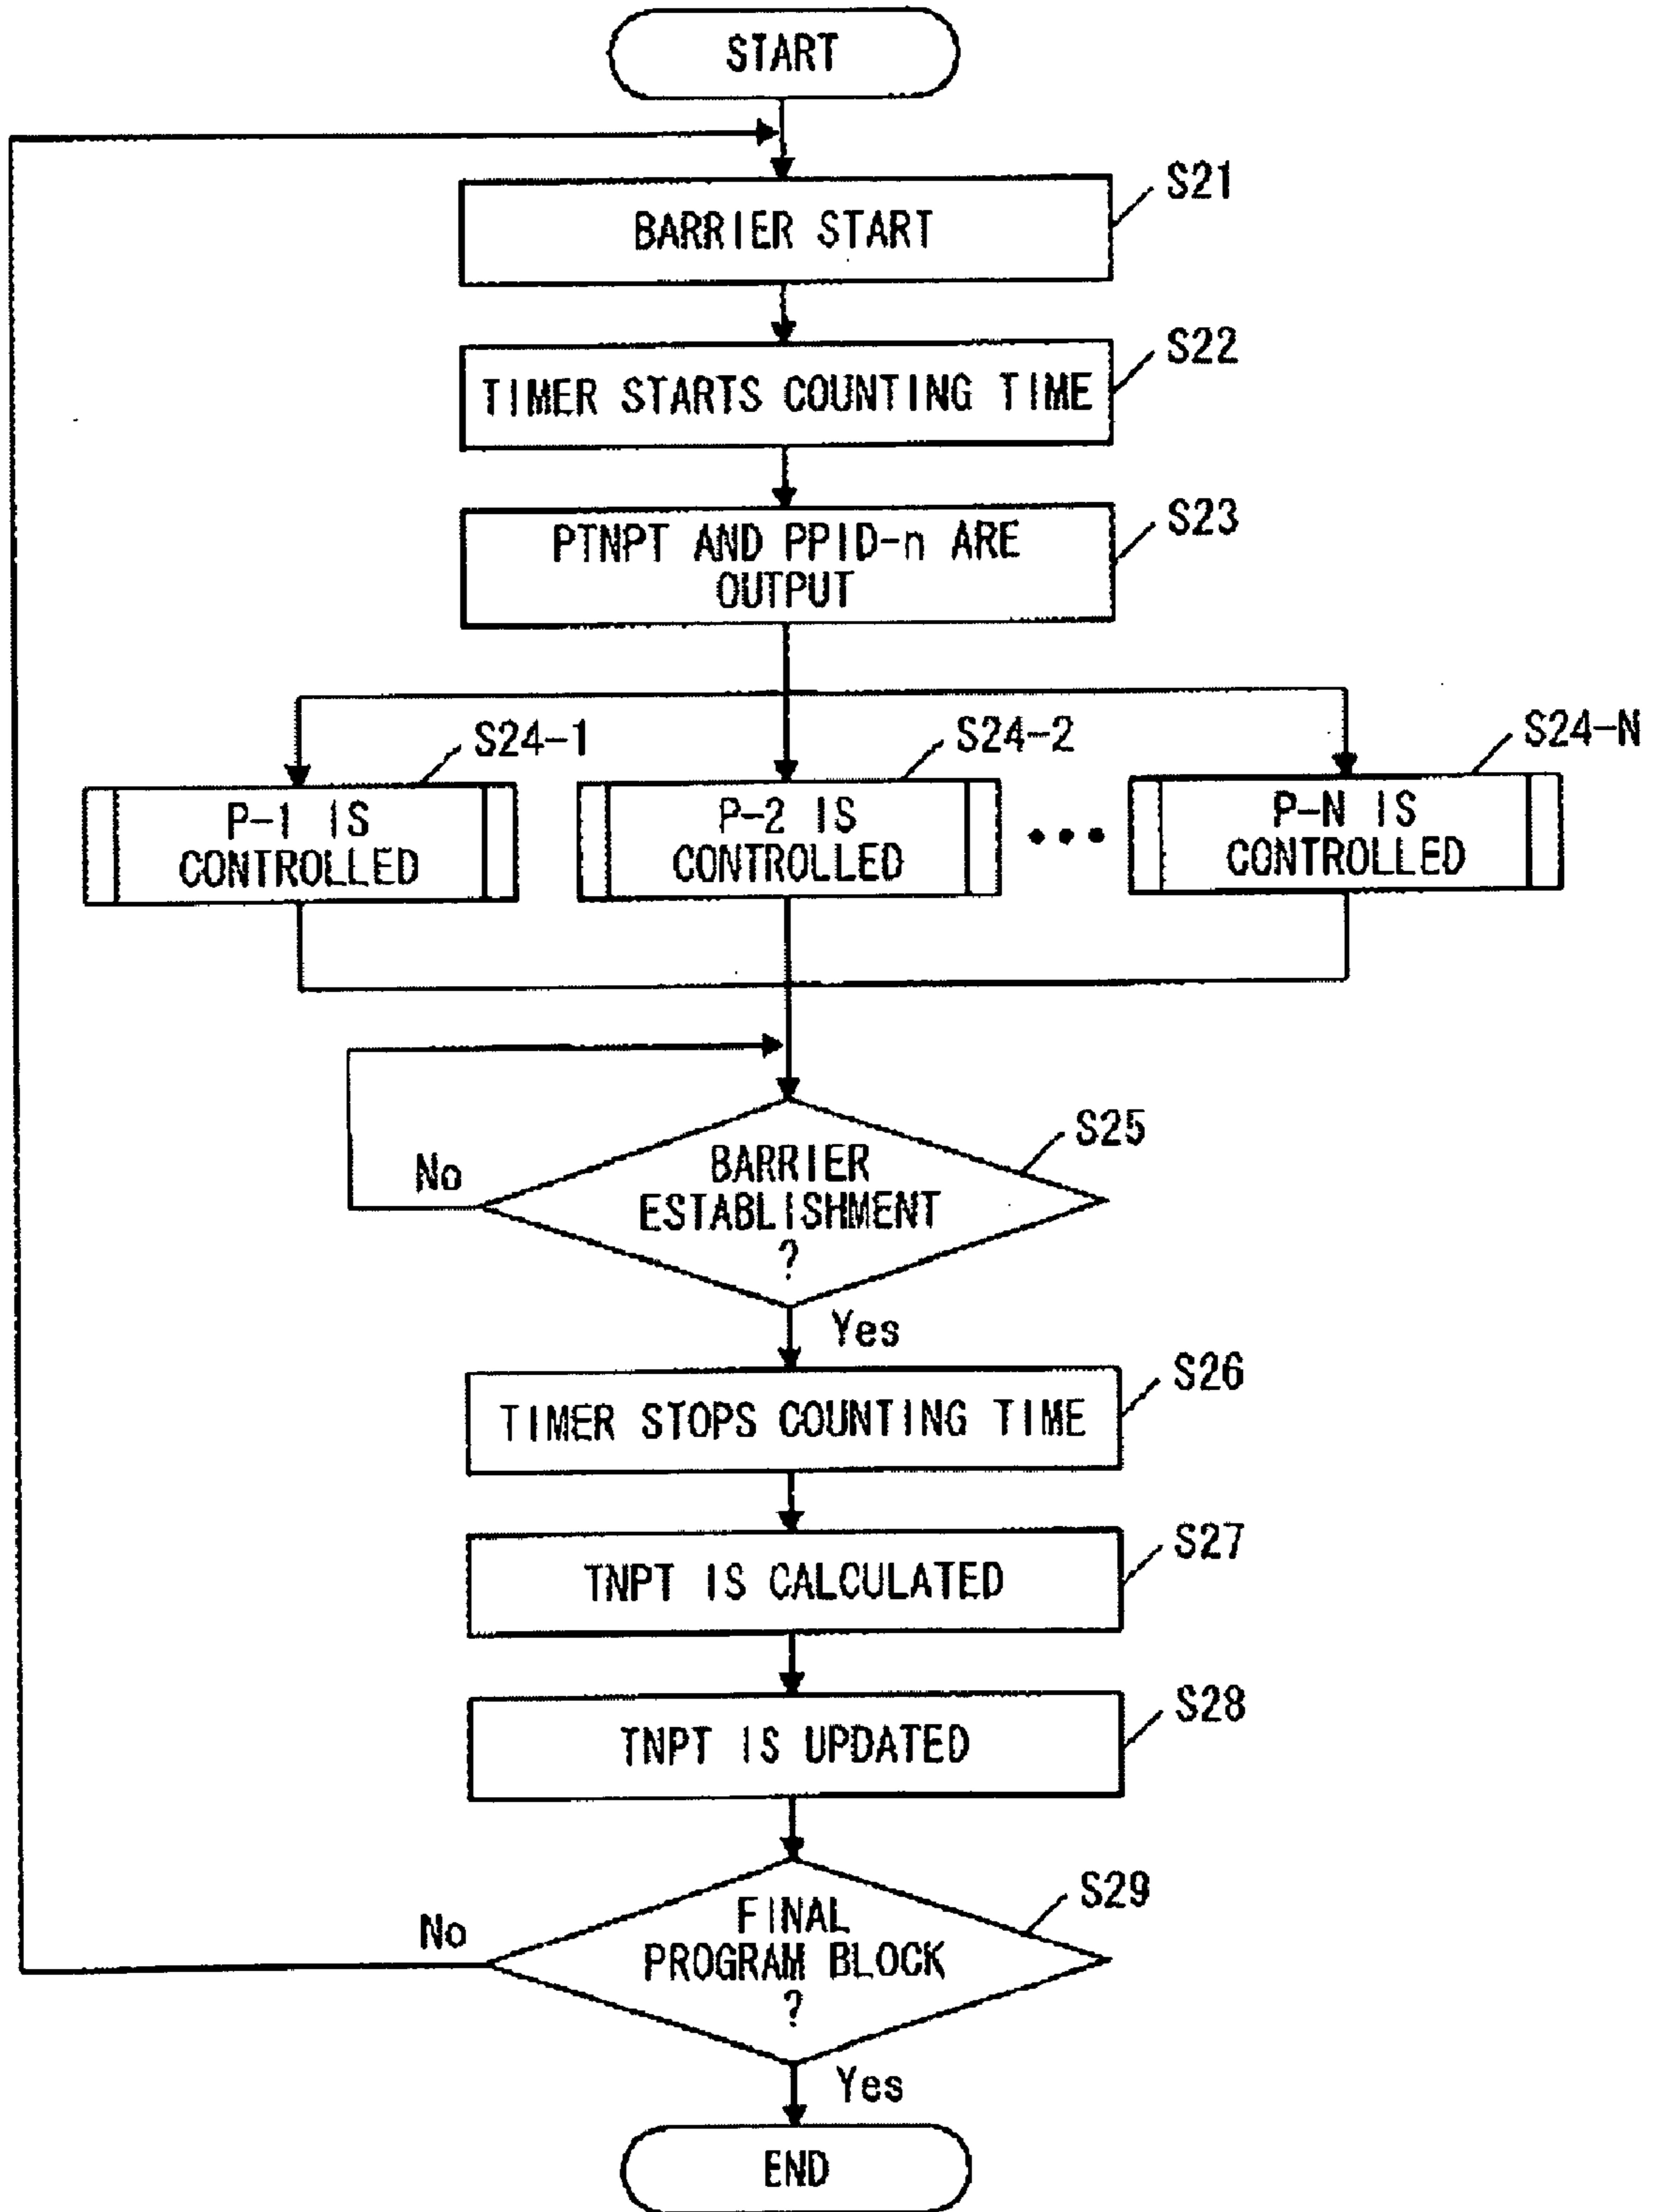 START
S21
BARRIER START
S22
TIMER STARTS COUNTING TIME
S23
PTNPT AND PPID-n ARE
OUTPUT
S24-1
S24-2
S24-N
P-1 IS
CONTROLLED
P-2 IS
CONTROLLED
•••
P-N IS
CONTROLLED
S25
BARRIER
ESTABLISHMENT
?
No
Yes
S26
TIMER STOPS COUNTING TIME
S27
TNPT IS CALCULATED
S28
TNPT IS UPDATED
S29
FINAL
PROGRAM BLOCK
?
No
Yes
END